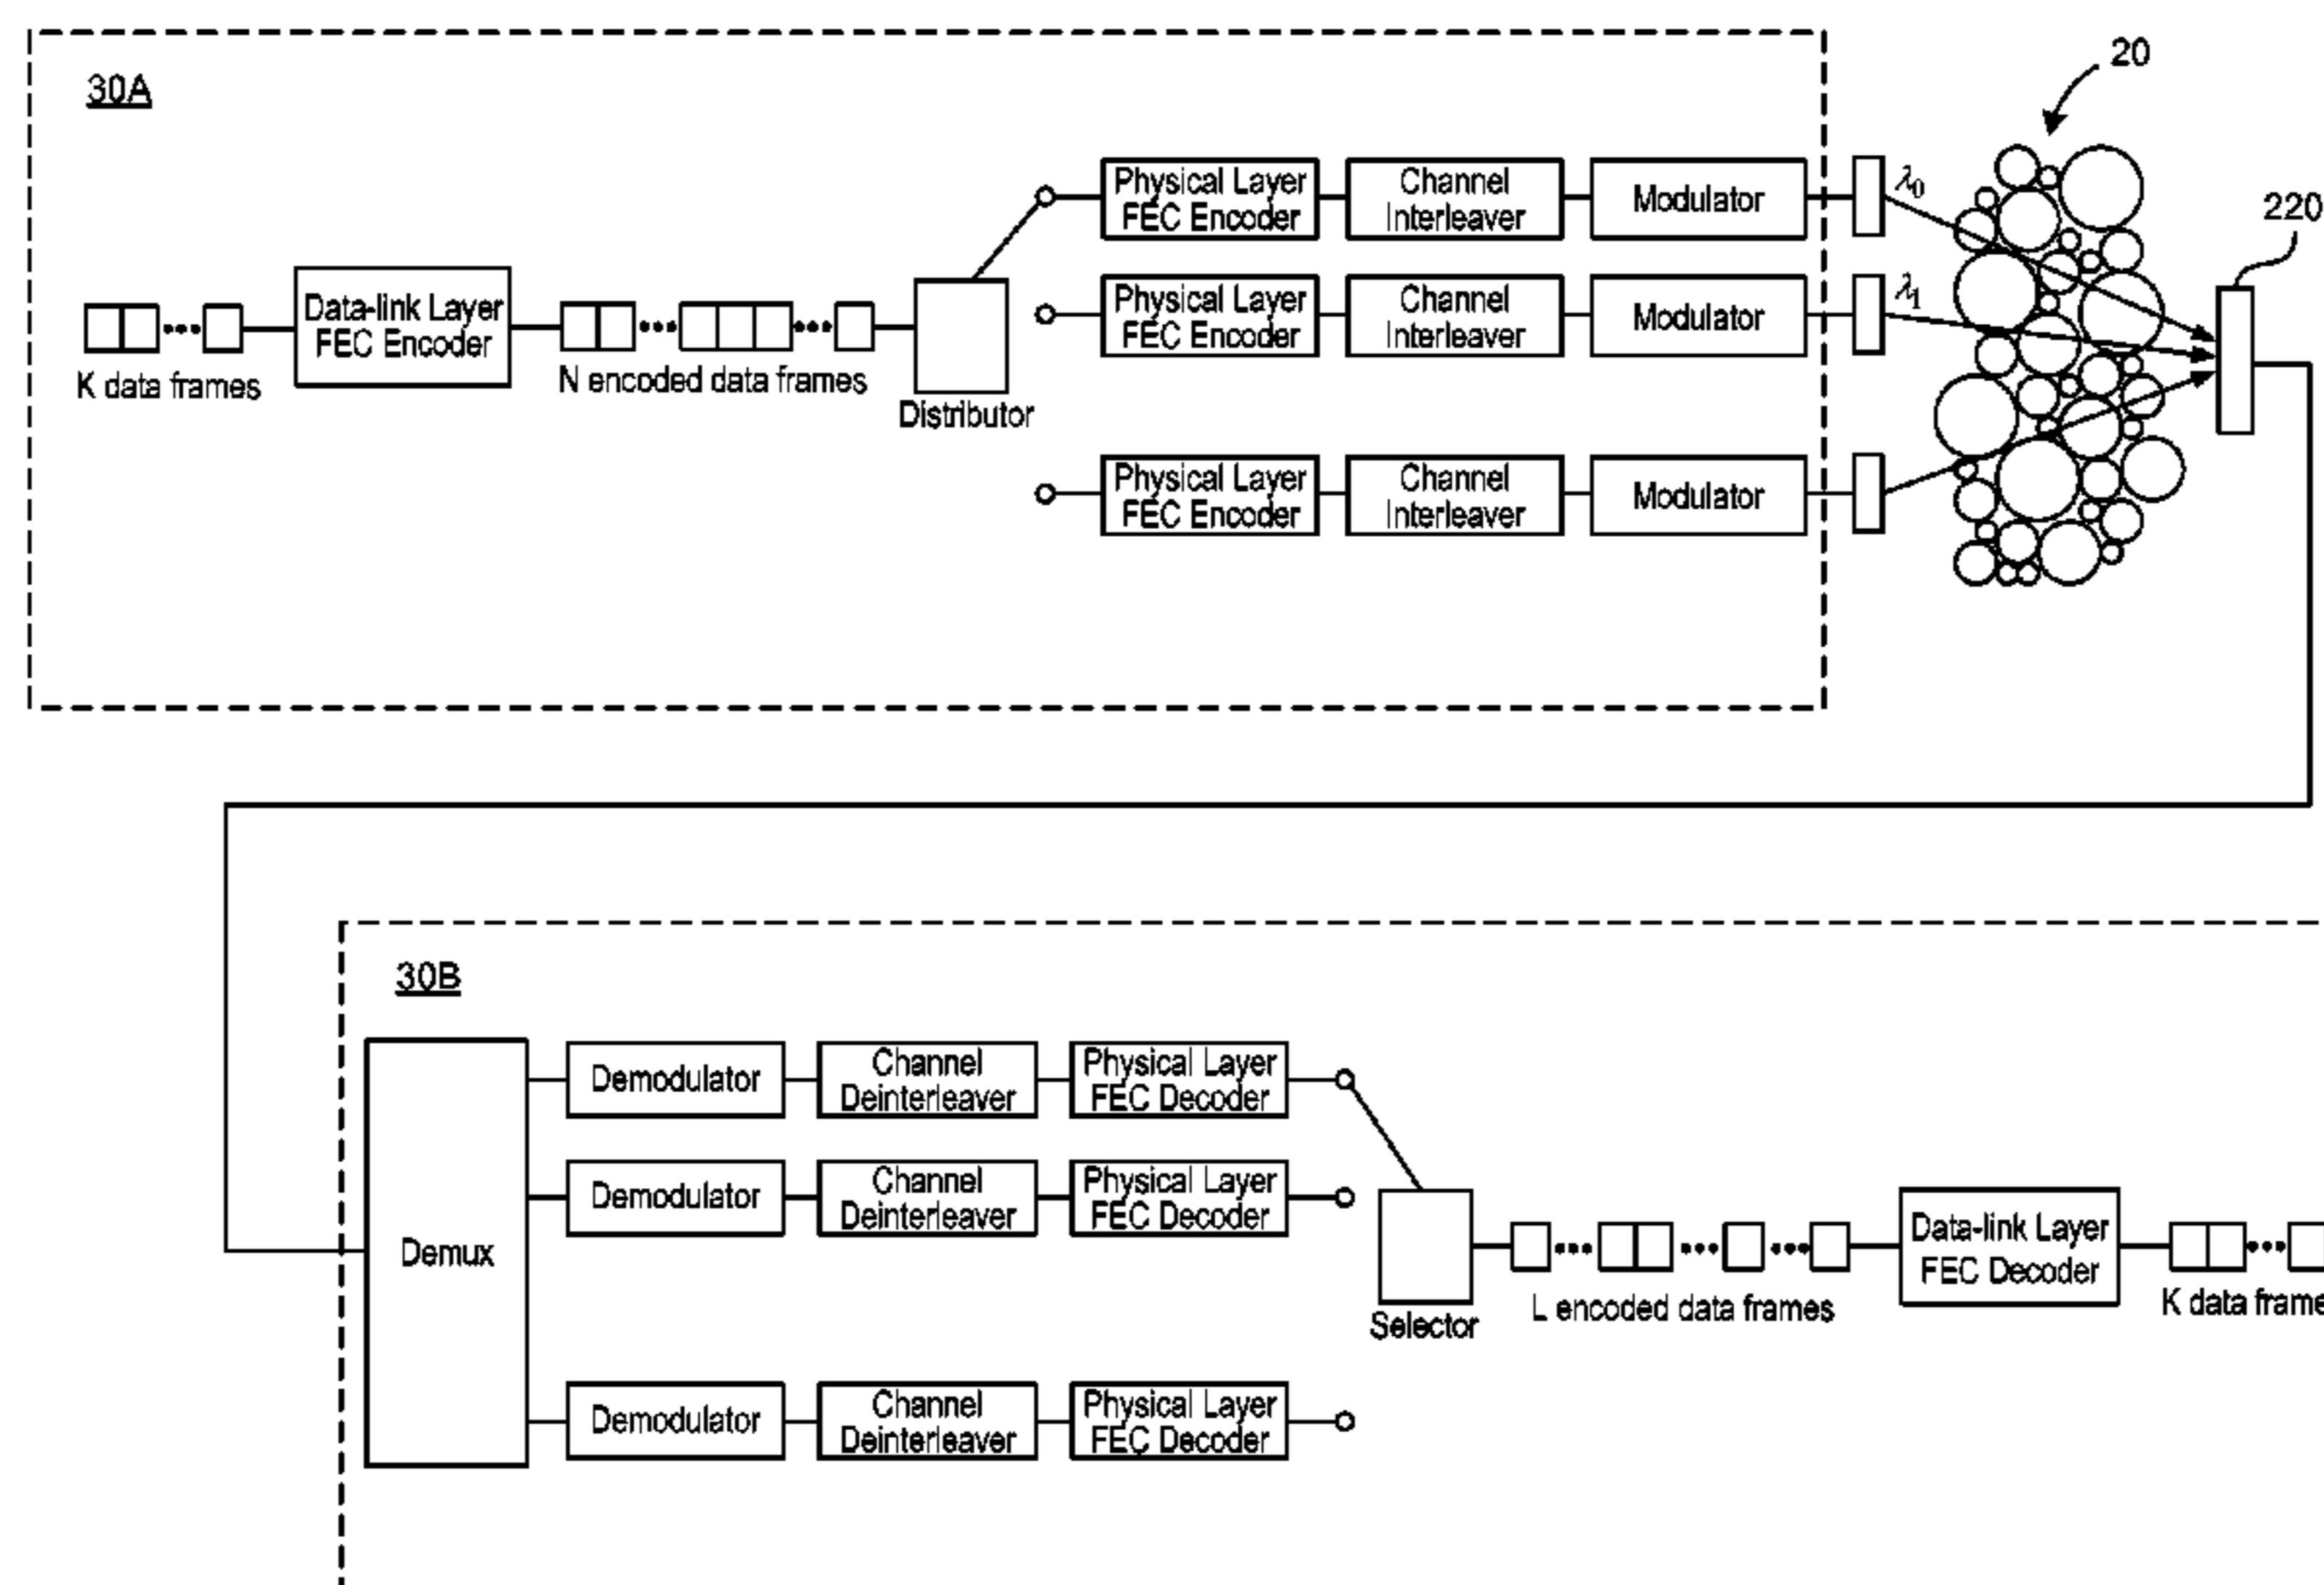 30A
20
220
Physical Layer
FEC Encoder
Channel
Interleaver
Modulator
λ0
Physical Layer
FEC Encoder
Channel
Interleaver
Modulator
λ1
Data-link Layer
FEC Encoder
K data frames
N encoded data frames
Distributor
Physical Layer
FEC Encoder
Channel
Interleaver
Modulator
30B
Demux
Demodulator
Channel
Deinterleaver
Physical Layer
FEC Decoder
Demodulator
Channel
Deinterleaver
Physical Layer
FEC Decoder
Selector
L encoded data frames
Data-link Layer
FEC Decoder
K data frame
Demodulator
Channel
Deinterleaver
Physical Layer
FEC Decoder